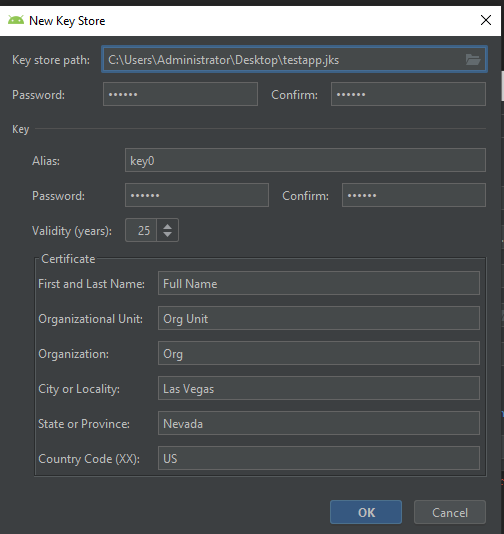 New Key Store
Key store path: C:\Users\Administrator\Desktop\testapp.jks
Password: •••••• Confirm: ••••••
Key
Alias: key0
Password: •••••• Confirm: ••••••
Validity (years): 25
Certificate
First and Last Name: Full Name
Organizational Unit: Org Unit
Organization: Org
City or Locality: Las Vegas
State or Province: Nevada
Country Code (XX): US
OK Cancel